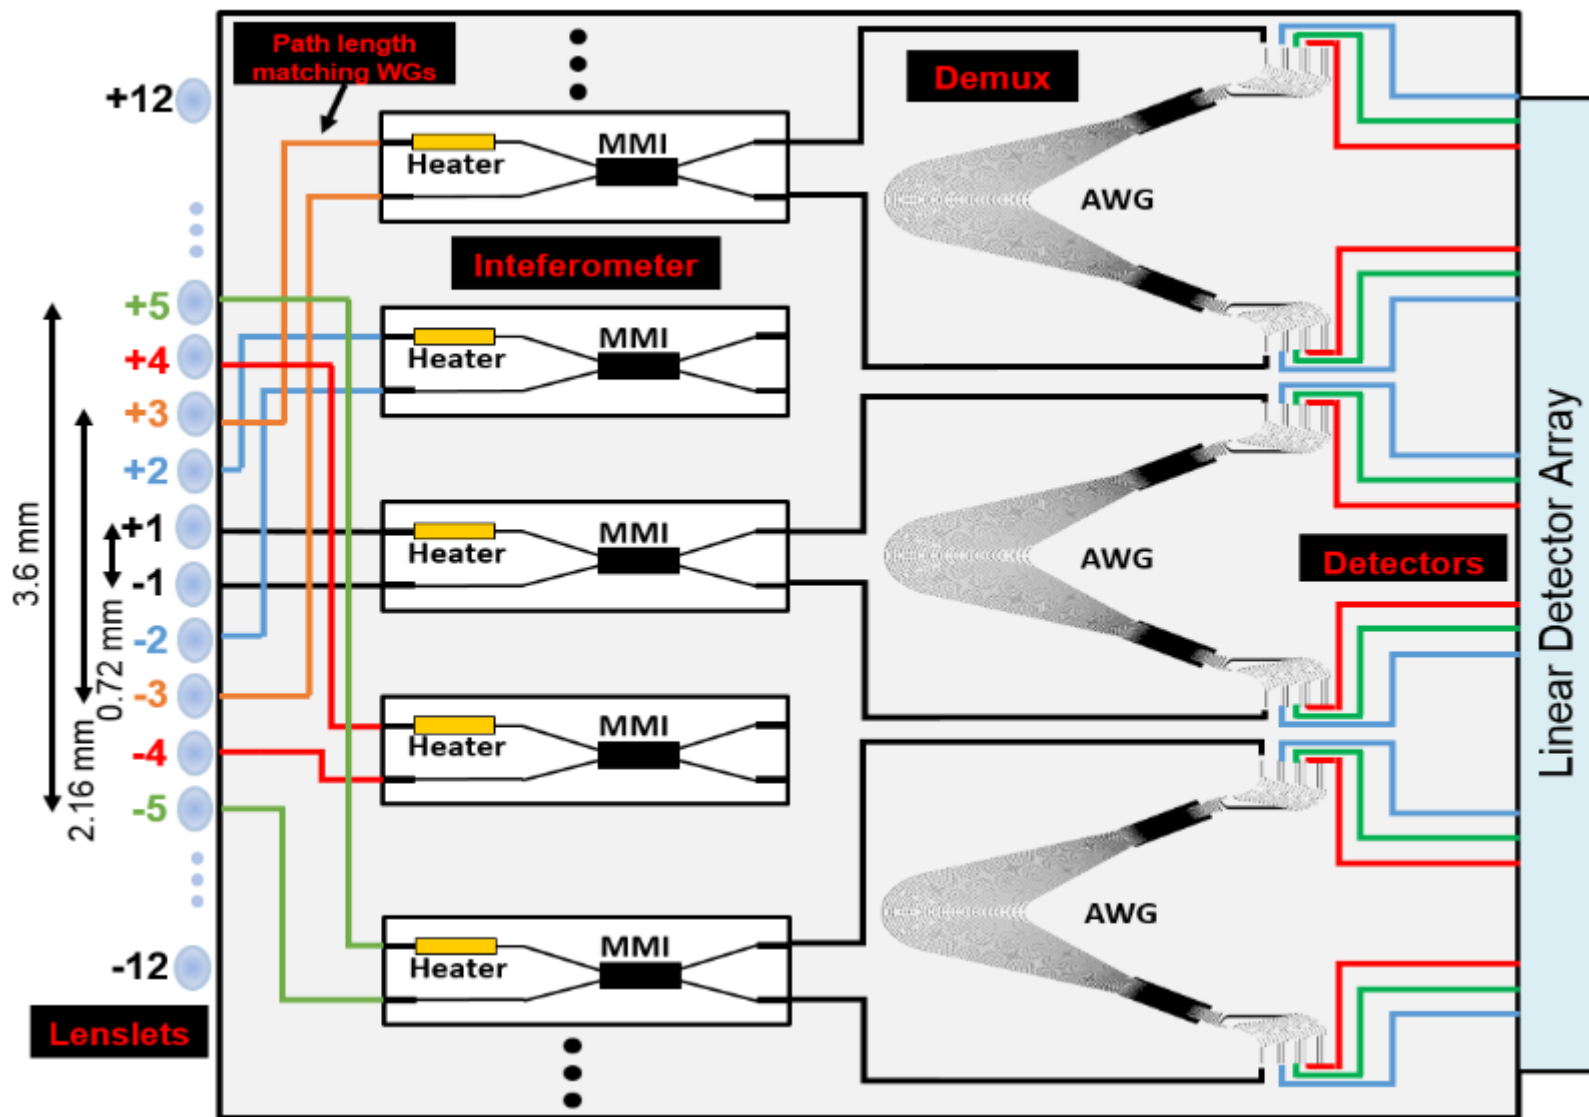 Path length
matching WGs
Demux
+12
MMI
Heater
AWG
Inteferometer
+5
+4
+3
+2
+1
-1
-2
-3
-4
-5
-12
3.6 mm
2.16 mm
0.72 mm
MMI
Heater
MMI
Heater
AWG
Detectors
MMI
Heater
MMI
Heater
AWG
Lenslets
Linear Detector Array